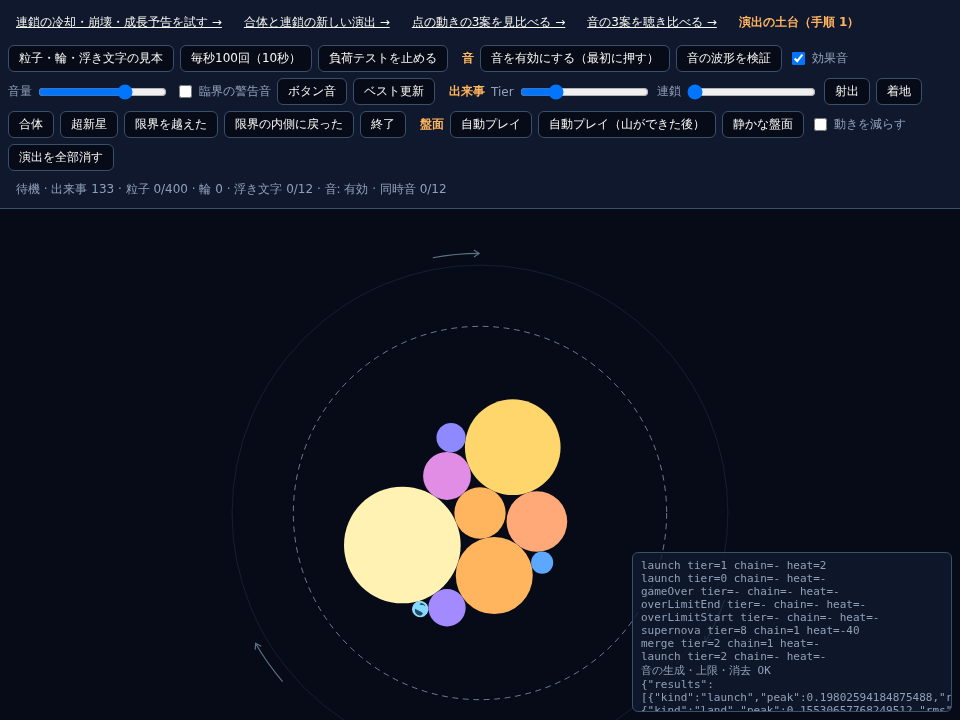 連鎖の冷却・崩壊・成長予告を試す → 合体と連鎖の新しい演出 → 点の動きの3案を見比べる → 音の3案を聴き比べる → 演出の土台（手順 1）
粒子・輪・浮き文字の見本 毎秒100回（10秒） 負荷テストを止める 音 音を有効にする（最初に押す） 音の波形を検証 効果音
音量 臨界の警告音 ボタン音 ベスト更新 出来事 Tier 連鎖 射出 着地
合体 超新星 限界を越えた 限界の内側に戻った 終了 盤面 自動プレイ 自動プレイ（山ができた後） 静かな盤面 動きを減らす
演出を全部消す
待機 · 出来事 133 · 粒子 0/400 · 輪 0 · 浮き文字 0/12 · 音: 有効 · 同時音 0/12
launch tier=1 chain=- heat=2
launch tier=0 chain=- heat=-
gameOver tier=- chain=- heat=-
overLimitEnd tier=- chain=- heat=-
overLimitStart tier=- chain=- heat=-
supernova tier=8 chain=1 heat=-40
merge tier=2 chain=1 heat=-
launch tier=2 chain=- heat=-
音の生成・上限・消去 OK
{"results":
[{"kind":"launch","peak":0.19802594184875488,"r
{"kind":"land","peak":0.15530657768249512,"rms"